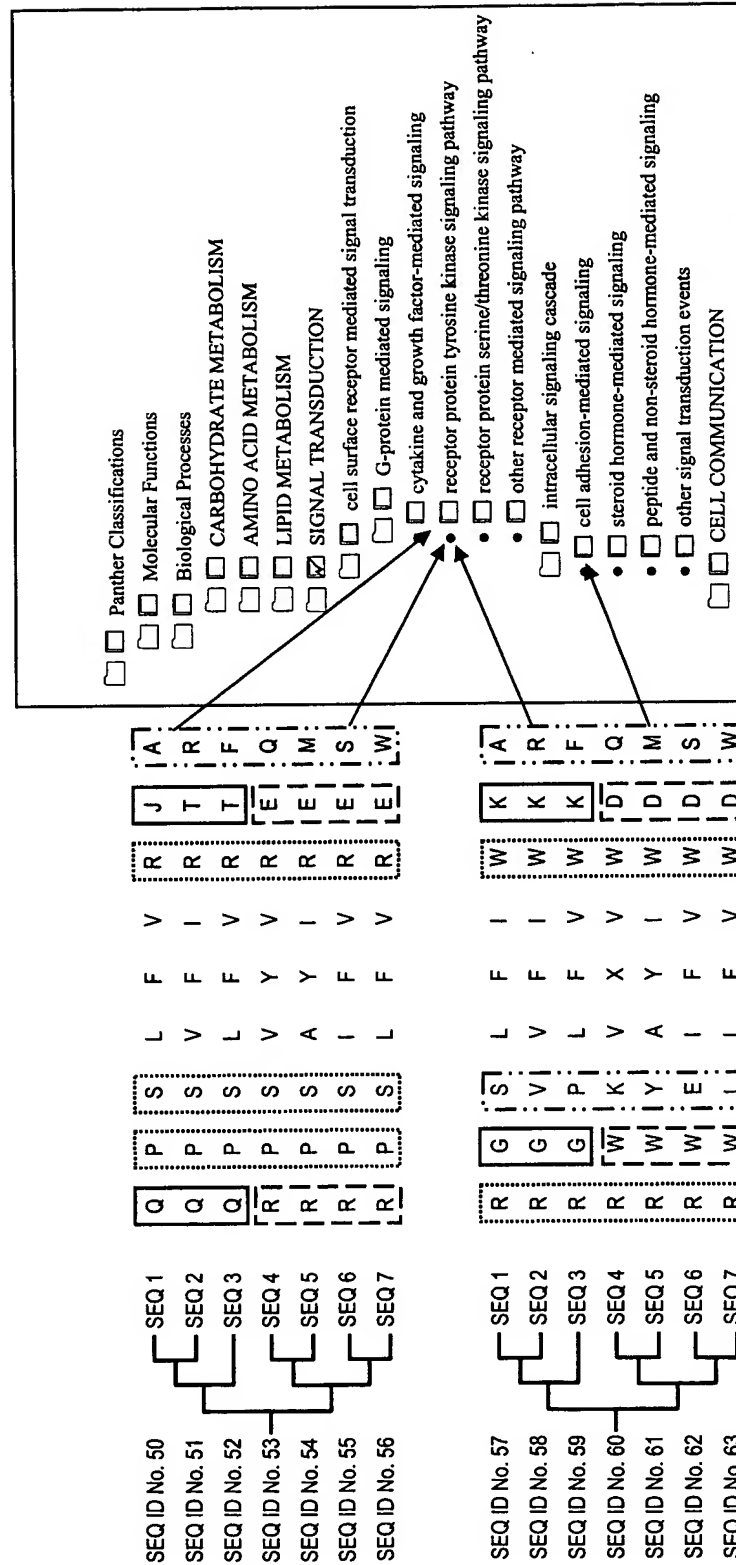 SEQ ID No. 50 SEQ 1 Q P S L F V R J A
SEQ ID No. 51 SEQ 2 Q P S V F I R T R
SEQ ID No. 52 SEQ 3 Q P S L F V R T F
SEQ ID No. 53 SEQ 4 R P S V Y V R E Q
SEQ ID No. 54 SEQ 5 R P S A Y I R E M
SEQ ID No. 55 SEQ 6 R P S I F V R E S
SEQ ID No. 56 SEQ 7 R P S L F V R E W
SEQ ID No. 57 SEQ 1 R G S L F I W K A
SEQ ID No. 58 SEQ 2 R G V V F I W K R
SEQ ID No. 59 SEQ 3 R G P L F V W K F
SEQ ID No. 60 SEQ 4 R W K V X V W D Q
SEQ ID No. 61 SEQ 5 R W Y A Y I W D M
SEQ ID No. 62 SEQ 6 R W E I F V W D S
SEQ ID No. 63 SEQ 7 R W F V W D W
Panther Classifications
Molecular Functions
Biological Processes
CARBOHYDRATE METABOLISM
AMINO ACID METABOLISM
LIPID METABOLISM
SIGNAL TRANSDUCTION
cell surface receptor mediated signal transduction
G-protein mediated signaling
cytakine and growth factor-mediated signaling
receptor protein tyrosine kinase signaling pathway
receptor protein serine/threonine kinase signaling pathway
other receptor mediated signaling pathway
intracellular signaling cascade
cell adhesion-mediated signaling
steroid hormone-mediated signaling
peptide and non-steroid hormone-mediated signaling
other signal transduction events
CELL COMMUNICATION